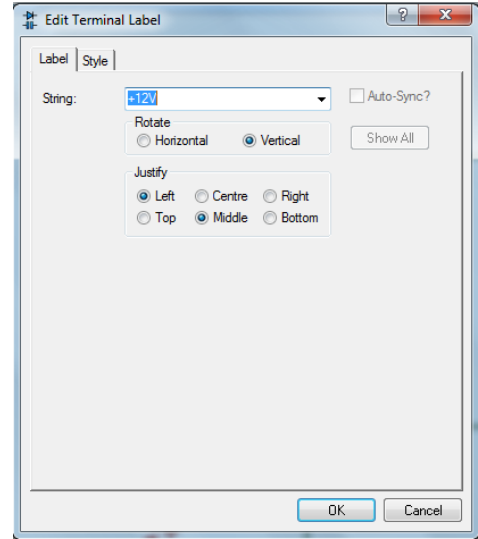 Edit Terminal Label
Label Style
String: +12V Auto-Sync?
Rotate
Horizontal Vertical Show All
Justify
Left Centre Right
Top Middle Bottom
OK Cancel